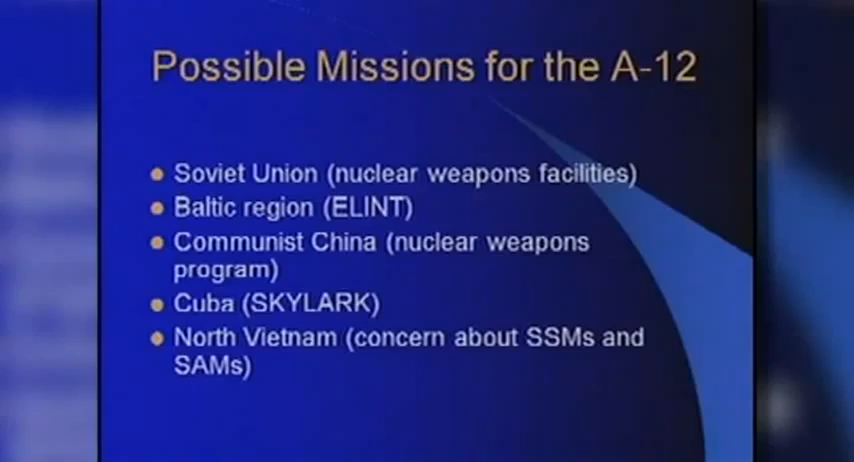 Possible Missions for the A-12
Soviet Union (nuclear weapons facilities)
Baltic region (ELINT)
Communist China (nuclear weapons
program)
Cuba (SKYLARK)
North Vietnam (concern about SSMs and
SAMs)